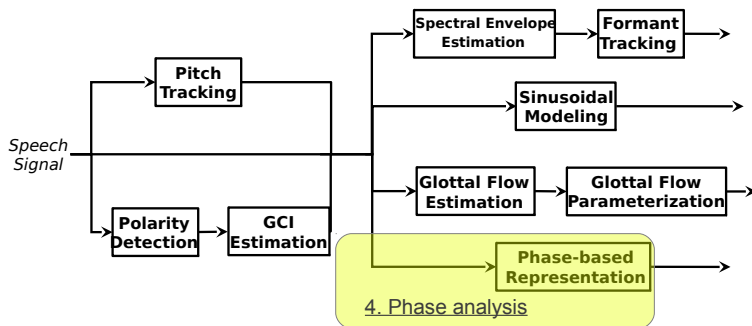 Spectral Envelope
Estimation
Formant
Tracking
Pitch
Tracking
Sinusoidal
Modeling
Speech
Signal
Glottal Flow
Estimation
Glottal Flow
Parameterization
Polarity
Detection
GCI
Estimation
Phase-based
Representation
4. Phase analysis